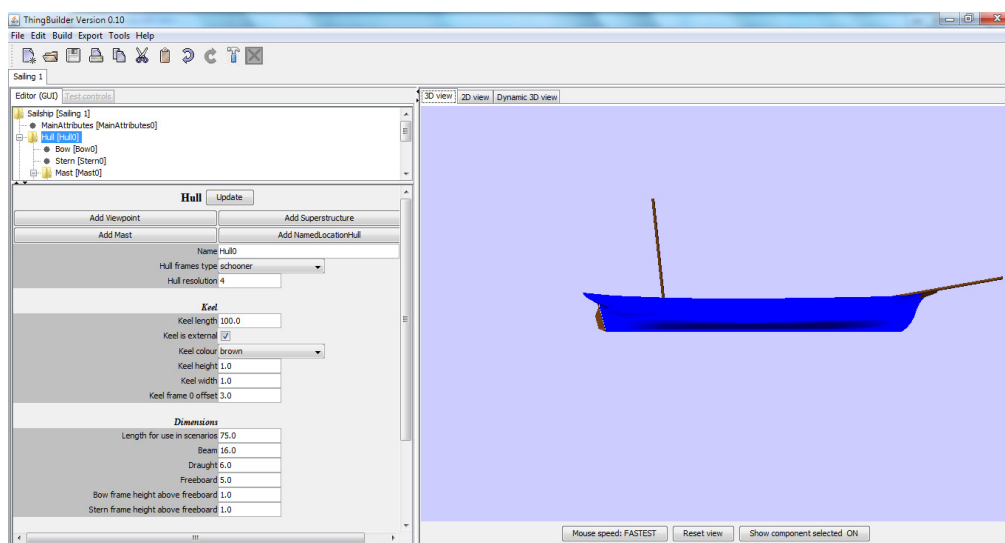 ThingBuilder Version 0.10
File Edit Build Export Tools Help
Sailing 1
Editor (GUI) Test controls
3D view 2D view Dynamic 3D view
Sailship [Sailing 1]
MainAttributes [MainAttributes0]
Hull [Hull0]
Bow [Bow0]
Stern [Stern0]
Mast [Mast0]
Hull Update
Add Viewpoint Add Superstructure
Add Mast Add NamedLocationHull
Name Hull0
Hull frames type schooner
Hull resolution 4
Keel
Keel length 100.0
Keel is external
Keel colour brown
Keel height 1.0
Keel width 1.0
Keel frame 0 offset 3.0
Dimensions
Length for use in scenarios 75.0
Beam 16.0
Draught 6.0
Freeboard 5.0
Bow frame height above freeboard 1.0
Stern frame height above freeboard 1.0
Mouse speed: FASTEST Reset view Show component selected ON